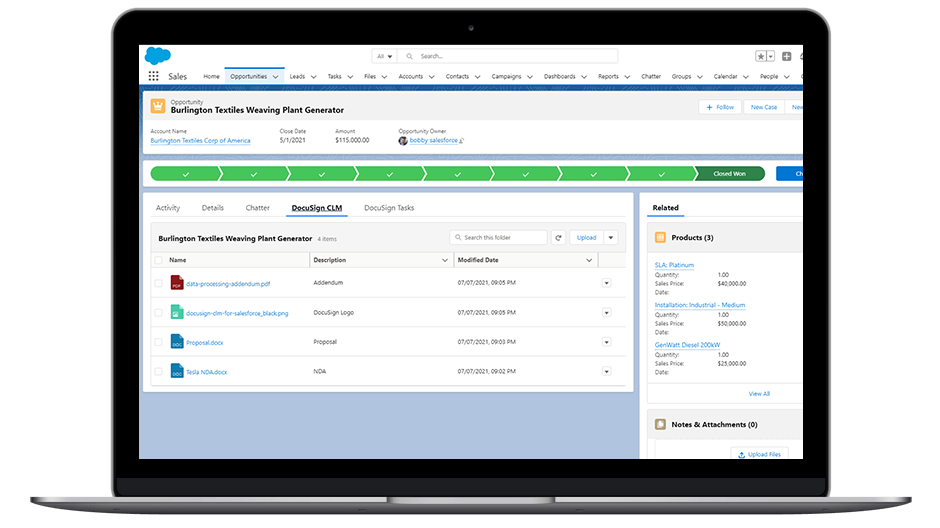 All Search...
Sales Home Opportunities Leads Tasks Files Accounts Contacts Campaigns Dashboards Reports Chatter Groups Calendar People
Opportunity
Burlington Textiles Weaving Plant Generator
+ Follow New Case New
Account Name Close Date Amount Opportunity Owner
Burlington Textiles Corp of America 5/1/2021 $115,000.00 bobby salesforce
Closed Won Ch
Activity Details Chatter DocuSign CLM DocuSign Tasks
Burlington Textiles Weaving Plant Generator 4 items Search this folder Upload
Name Description Modified Date
PDF data-processing-addendum.pdf Addendum 07/07/2021, 09:05 PM
docusign-clm-for-salesforce_black.png DocuSign Logo 07/07/2021, 09:05 PM
DOC Proposal.docx Proposal 07/07/2021, 09:03 PM
DOC Tesla NDA.docx NDA 07/07/2021, 09:02 PM
Related
Products (3)
SLA: Platinum
Quantity: 1.00
Sales Price: $40,000.00
Date:
Installation: Industrial - Medium
Quantity: 1.00
Sales Price: $50,000.00
Date:
GenWatt Diesel 200kW
Quantity: 1.00
Sales Price: $25,000.00
Date:
View All
Notes & Attachments (0)
Upload Files